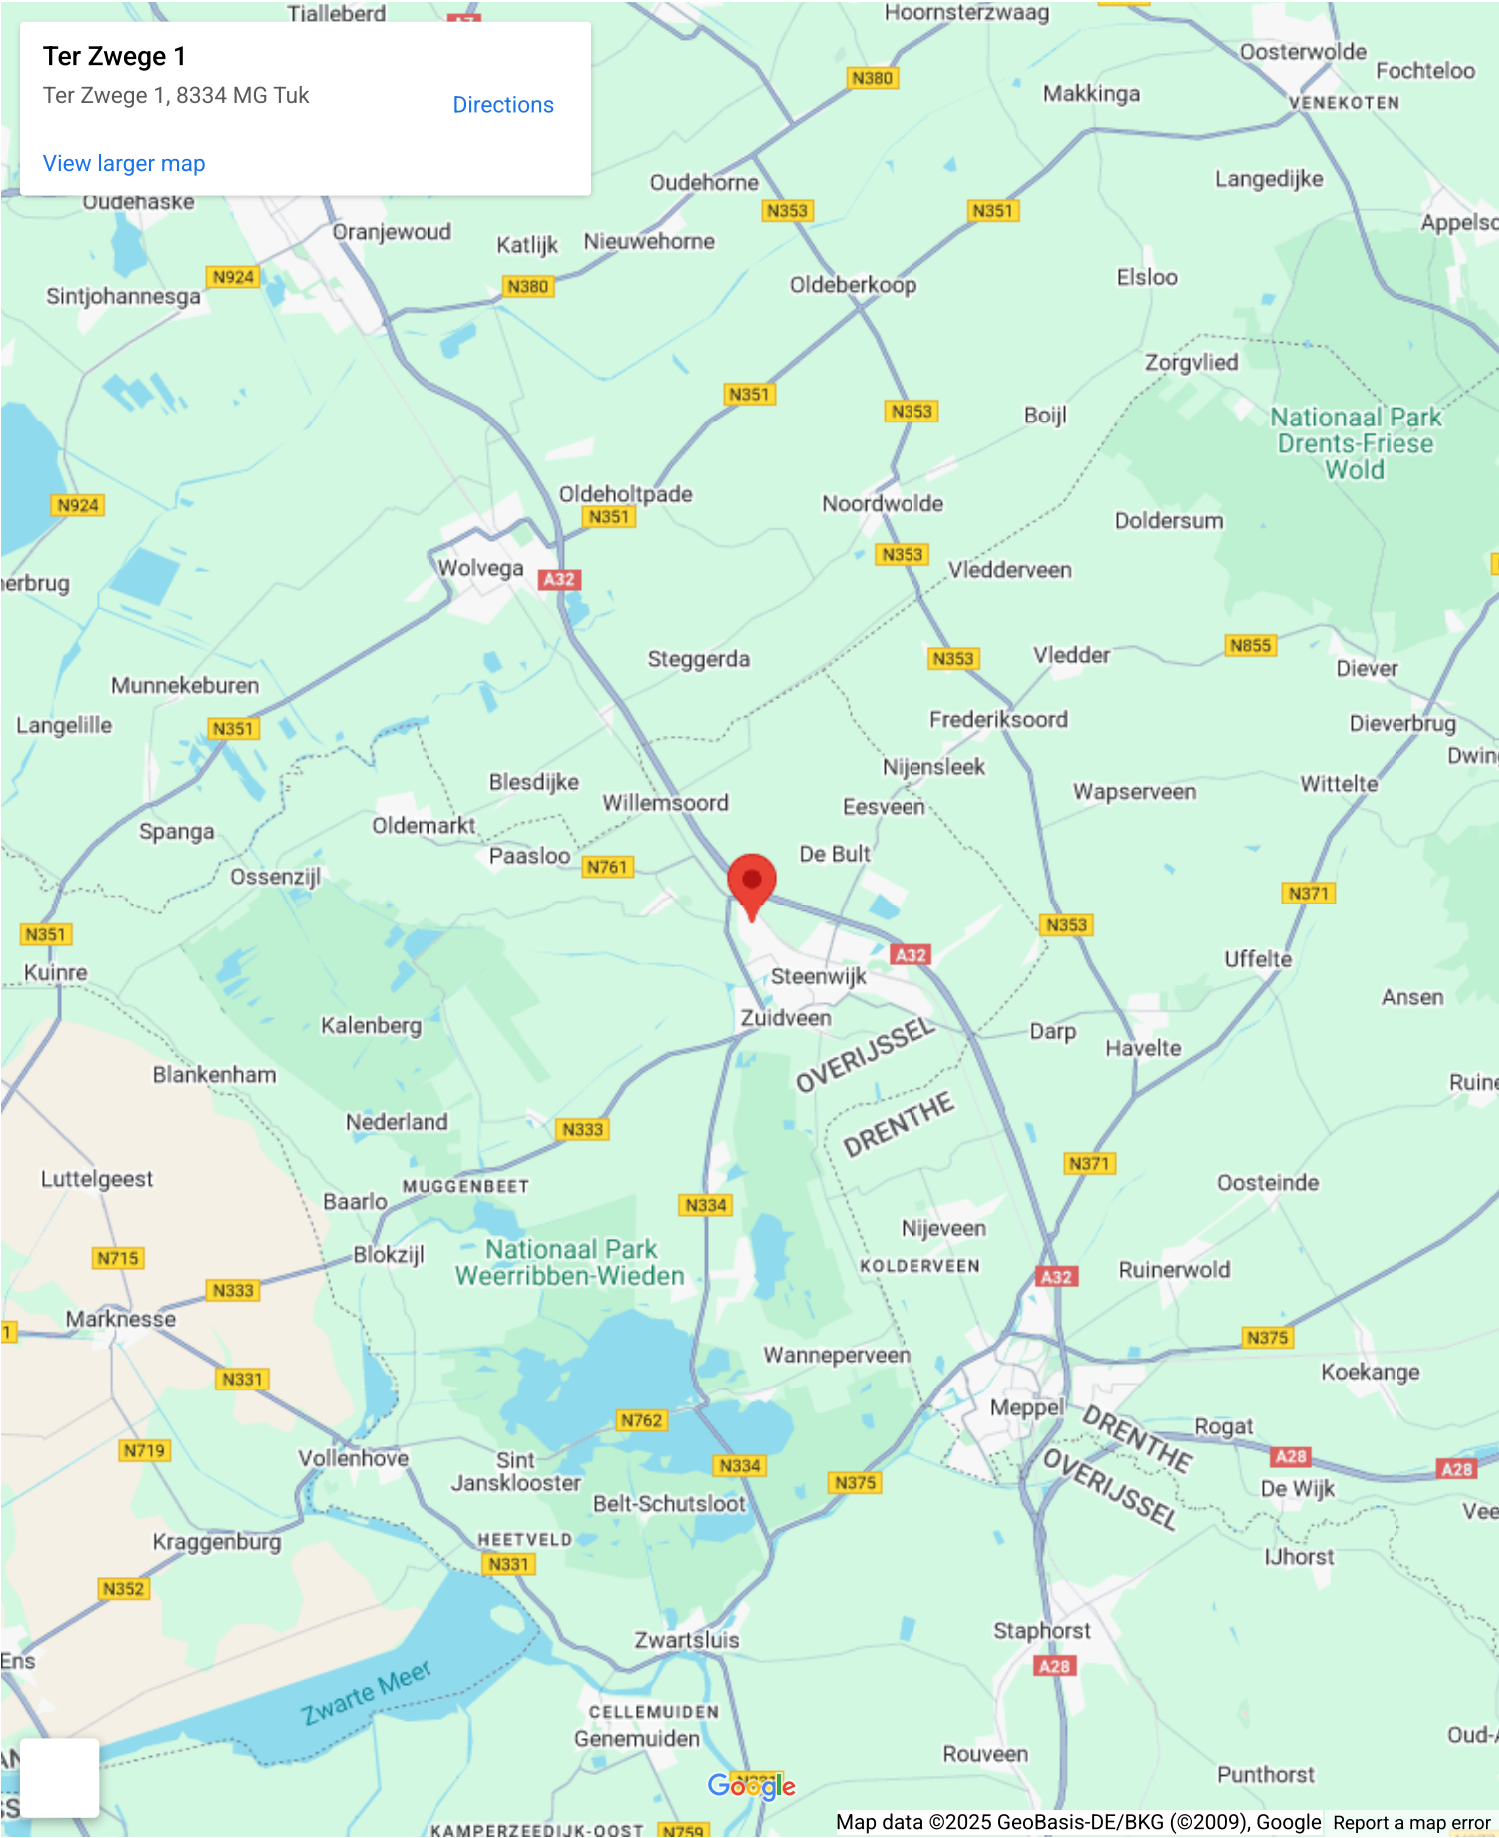 Tjalleberd
A7
Hoornsterzwaag
Ter Zwege 1
Ter Zwege 1, 8334 MG Tuk
Directions
View larger map
Oosterwolde
Fochteloo
N380
Makkinga
VENEKOTEN
Oudehorne
Langedijke
Oudehaske
N353
N351
Appelsc
Oranjewoud
Katlijk
Nieuwehorne
N924
N380
Oldeberkoop
Elsloo
Sintjohannesga
Zorgvlied
N351
N353
Boijl
Nationaal Park
Drents-Friese
Wold
N924
Oldeholtpade
N351
Noordwolde
Doldersum
N353
Wolvega
A32
Vledderveen
herbrug
Steggerda
N353
Vledder
N855
Diever
Munnekeburen
Langelille
N351
Frederiksoord
Dieverbrug
Dwing
Nijensleek
Blesdijke
Willemsoord
Eesveen
Wapserveen
Wittelte
Oldemarkt
Spanga
Paasloo
N761
De Bult
Ossenzijl
N371
N351
N353
A32
Kuinre
Steenwijk
Uffelte
Ansen
Zuidveen
Kalenberg
OVERIJSSEL
Darp
Havelte
Blankenham
Ruine
DRENTHE
Nederland
N333
N371
Luttelgeest
MUGGENBEET
Oosteinde
Baarlo
N334
Nijeveen
Blokzijl
N715
Nationaal Park
Weerribben-Wieden
KOLDERVEEN
A32
Ruinerwold
N333
Marknesse
1
N375
Wanneperveen
N331
Koekange
Meppel
N762
DRENTHE
Rogat
N719
Vollenhove
Sint
Jansklooster
N334
A28
A28
OVERIJSSEL
N375
De Wijk
Belt-Schutsloot
Vee
Kraggenburg
HEETVELD
N331
IJhorst
N352
Staphorst
Zwartsluis
Ens
A28
Zwarte Meer
CELLEMUIDEN
Genemuiden
Oud-A
Rouveen
Punthorst
Google
Map data ©2025 GeoBasis-DE/BKG (©2009), Google
Report a map error
KAMPERZEEDIJK-OOST
N759